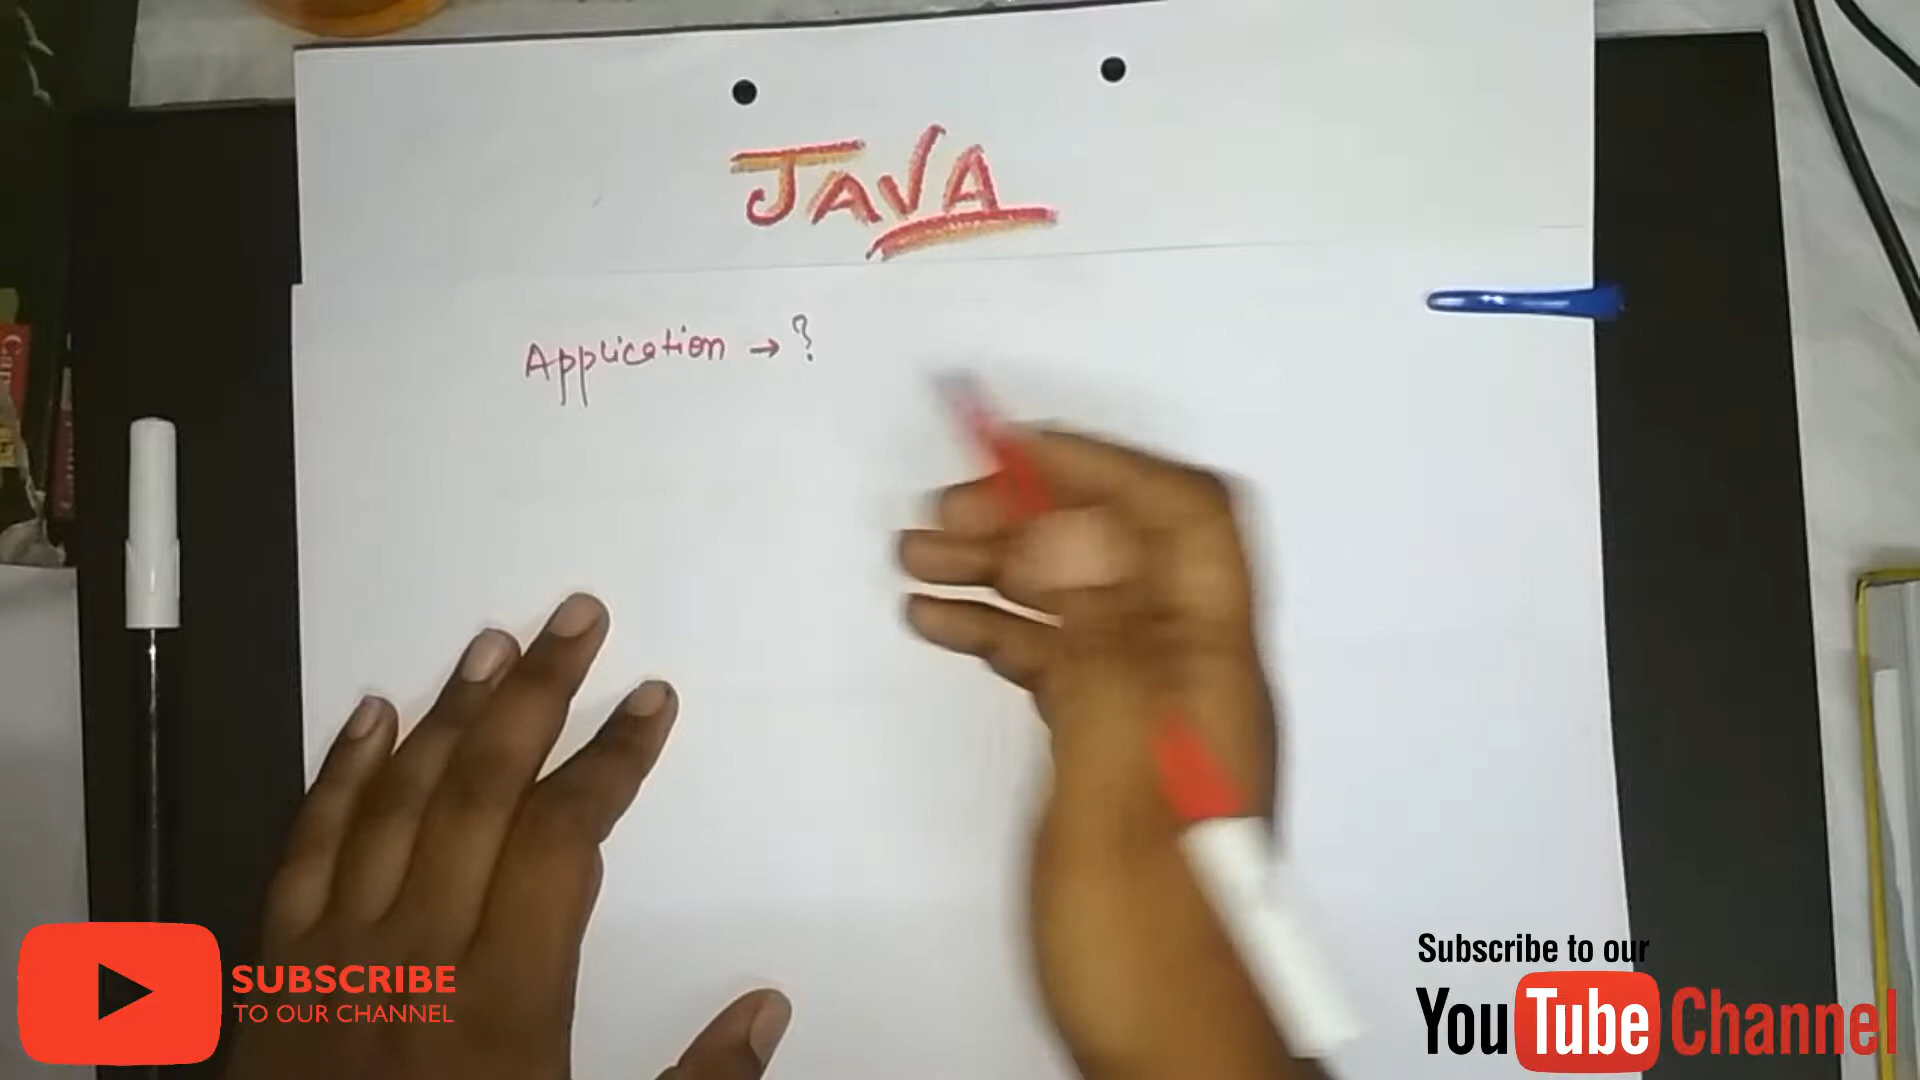 JAVA
Application → ?
SUBSCRIBE
TO OUR CHANNEL
Subscribe to our
YouTube Channel